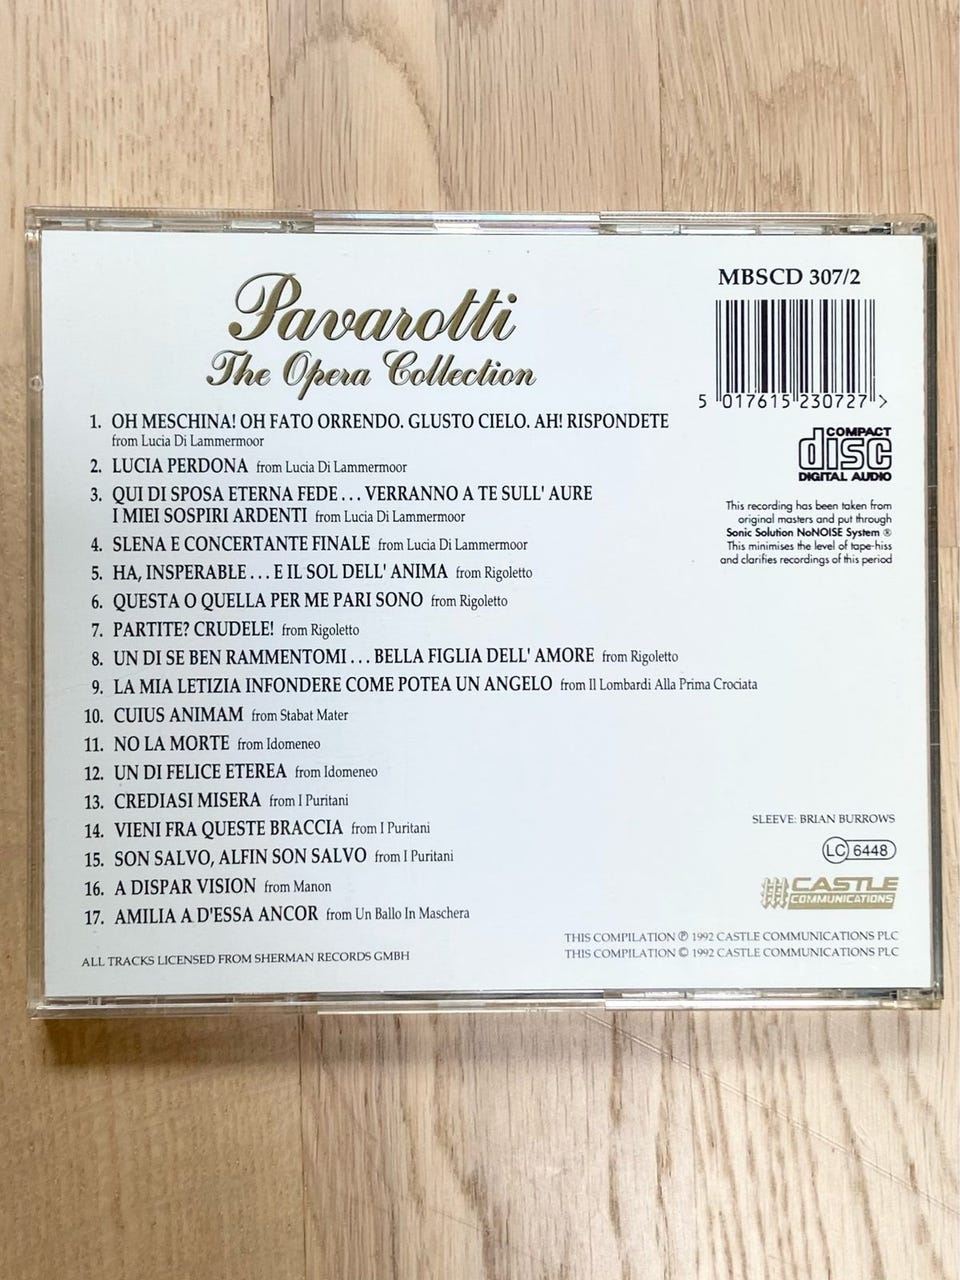 Pavarotti
The Opera Collection
MBSCD 307/2
5 017615 230727 >
COMPACT
disc
DIGITAL AUDIO
This recording has been taken from
original masters and put through
Sonic Solution NoNOISE System ®
This minimises the level of tape-hiss
and clarifies recordings of this period
1. OH MESCHINA! OH FATO ORRENDO. GLUSTO CIELO. AH! RISPONDETE
from Lucia Di Lammermoor
2. LUCIA PERDONA from Lucia Di Lammermoor
3. QUI DI SPOSA ETERNA FEDE... VERRANNO A TE SULL' AURE
I MIEI SOSPIRI ARDENTI from Lucia Di Lammermoor
4. SLENA E CONCERTANTE FINALE from Lucia Di Lammermoor
5. HA, INSPERABLE... E IL SOL DELL' ANIMA from Rigoletto
6. QUESTA O QUELLA PER ME PARI SONO from Rigoletto
7. PARTITE? CRUDELE! from Rigoletto
8. UN DI SE BEN RAMMENTOMI... BELLA FIGLIA DELL' AMORE from Rigoletto
9. LA MIA LETIZIA INFONDERE COME POTEA UN ANGELO from Il Lombardi Alla Prima Crociata
10. CUIUS ANIMAM from Stabat Mater
11. NO LA MORTE from Idomeneo
12. UN DI FELICE ETEREA from Idomeneo
13. CREDIASI MISERA from I Puritani
14. VIENI FRA QUESTE BRACCIA from I Puritani
15. SON SALVO, ALFIN SON SALVO from I Puritani
16. A DISPAR VISION from Manon
17. AMILIA A D'ESSA ANCOR from Un Ballo In Maschera
SLEEVE: BRIAN BURROWS
LC 6448
CASTLE
COMMUNICATIONS
ALL TRACKS LICENSED FROM SHERMAN RECORDS GMBH
THIS COMPILATION ℗ 1992 CASTLE COMMUNICATIONS PLC
THIS COMPILATION © 1992 CASTLE COMMUNICATIONS PLC